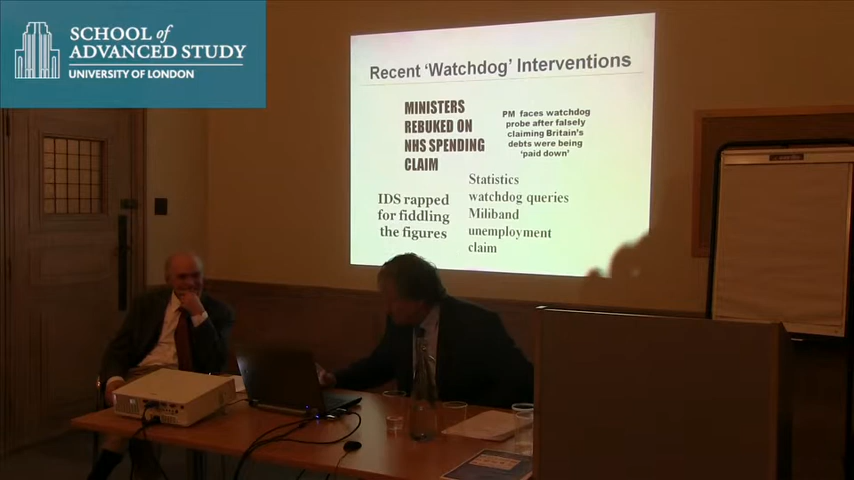 SCHOOL of
ADVANCED STUDY
UNIVERSITY OF LONDON
Recent ‘Watchdog’ Interventions
MINISTERS
REBUKED ON
NHS SPENDING
CLAIM
PM faces watchdog
probe after falsely
claiming Britain's
debts were being
‘paid down’
IDS rapped
for fiddling
the figures
Statistics
watchdog queries
Miliband
unemployment
claim